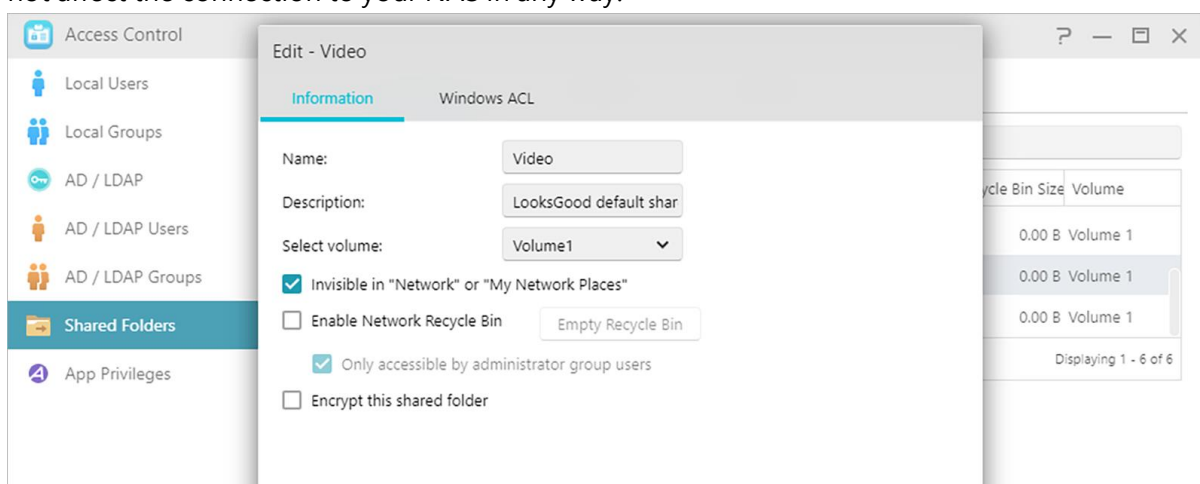 Access Control
Local Users
Local Groups
AD / LDAP
AD / LDAP Users
AD / LDAP Groups
Shared Folders
App Privileges
Edit - Video
Information Windows ACL
Name: Video
Description: LooksGood default shar
Select volume: Volume1
Invisible in "Network" or "My Network Places"
Enable Network Recycle Bin Empty Recycle Bin
Only accessible by administrator group users
Encrypt this shared folder
Bin Size Volume
0.00 B Volume 1
0.00 B Volume 1
0.00 B Volume 1
Displaying 1 - 6 of 6